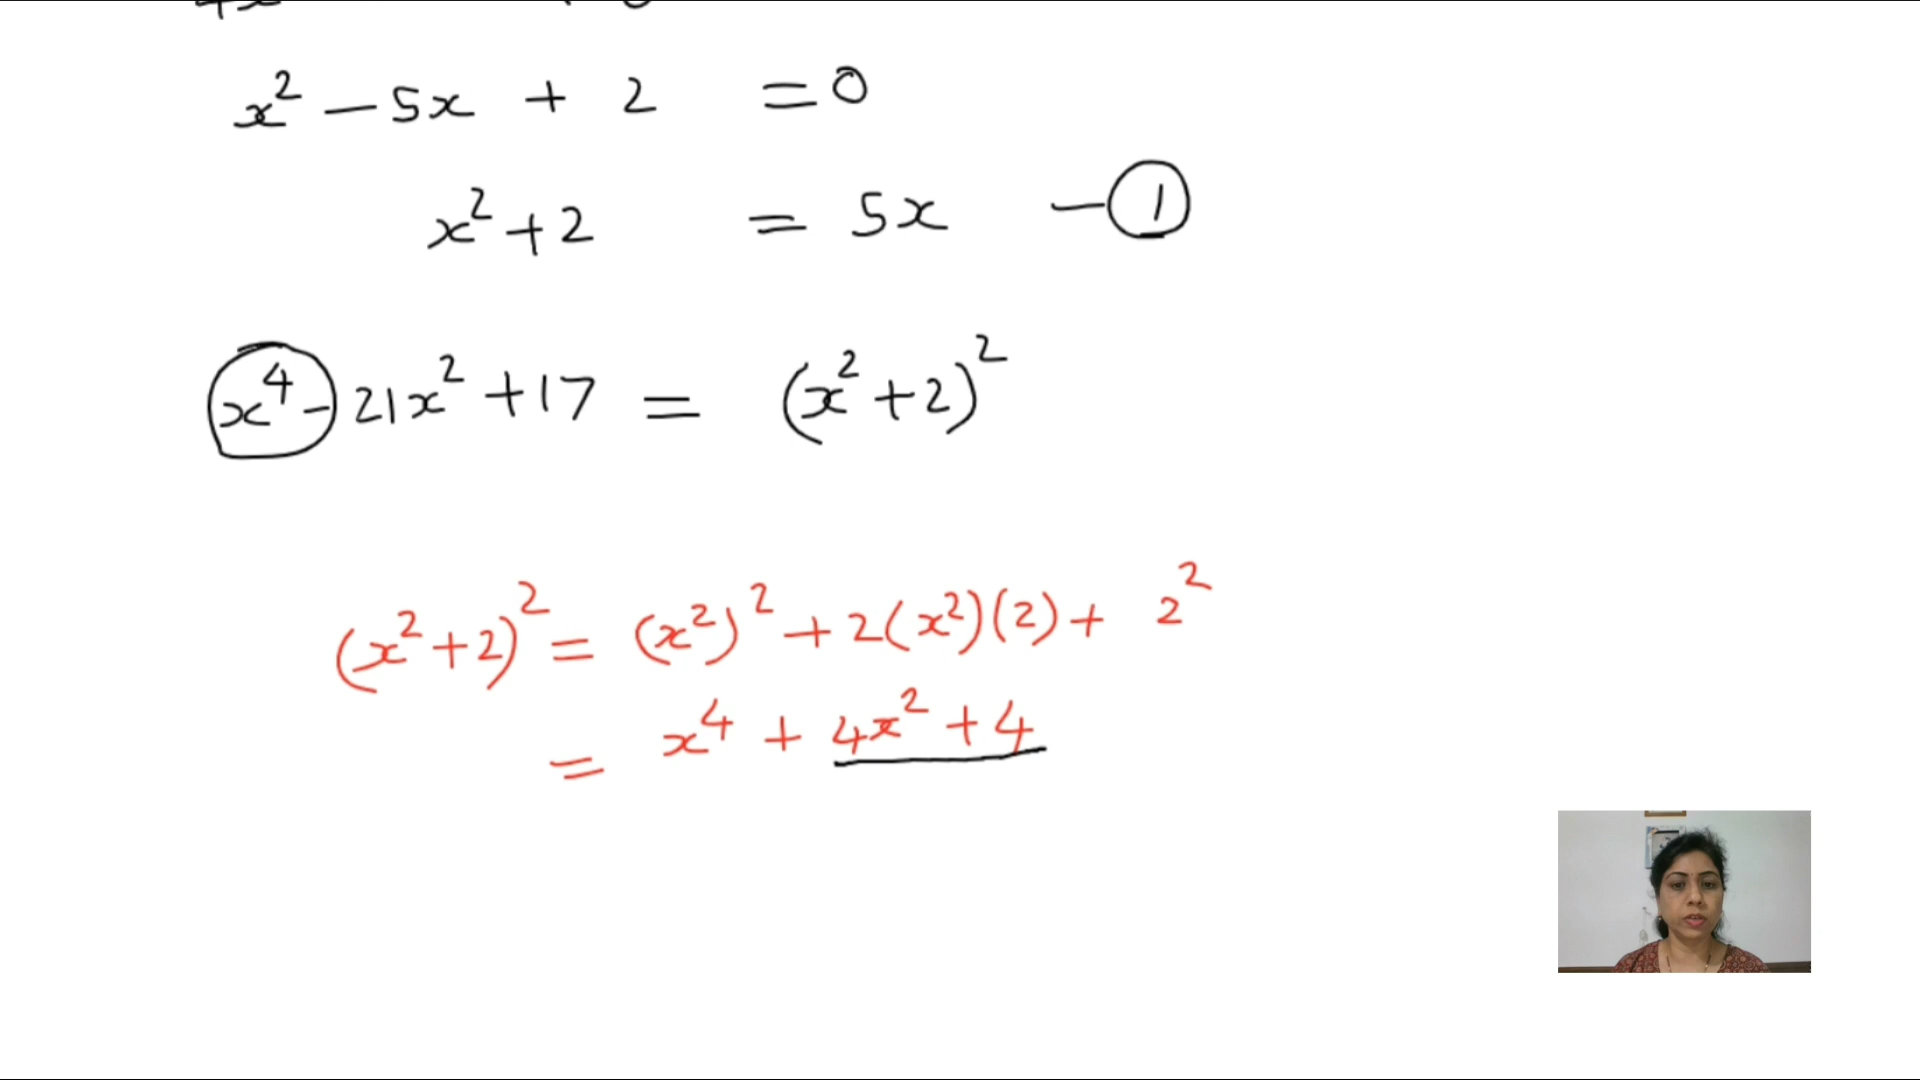 x² - 5x + 2 = 0
x² + 2 = 5x - ①
x⁴ - 21x² + 17 = (x² + 2)²
(x² + 2)² = (x²)² + 2(x²)(2) + 2²
= x⁴ + 4x² + 4